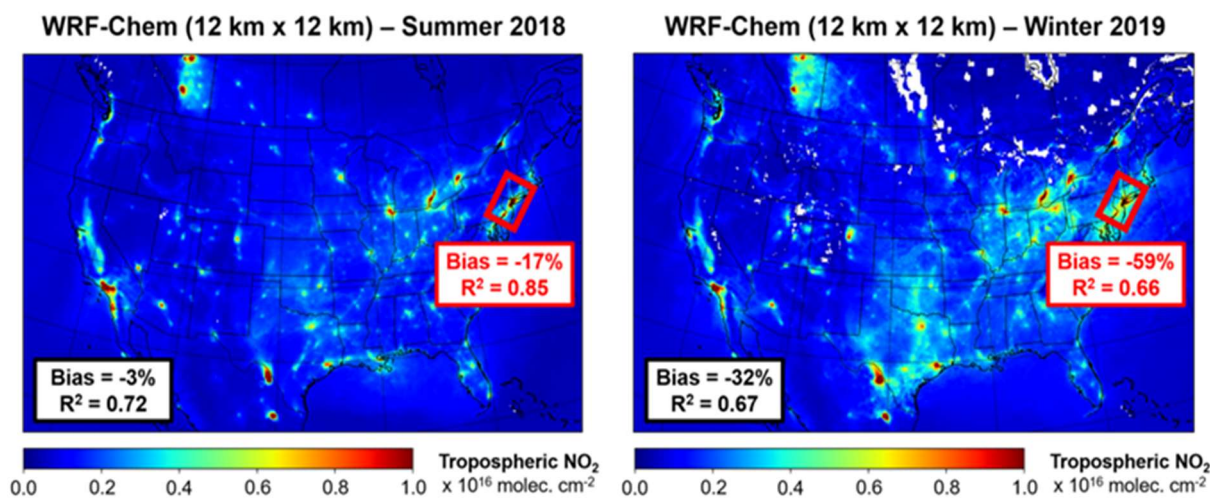 WRF-Chem (12 km x 12 km) – Summer 2018
WRF-Chem (12 km x 12 km) – Winter 2019
Bias = -17%
R² = 0.85
Bias = -59%
R² = 0.66
Bias = -3%
R² = 0.72
Bias = -32%
R² = 0.67
Tropospheric NO₂
0.0 0.2 0.4 0.6 0.8 1.0 x 10¹⁶ molec. cm⁻²
Tropospheric NO₂
0.0 0.2 0.4 0.6 0.8 1.0 x 10¹⁶ molec. cm⁻²